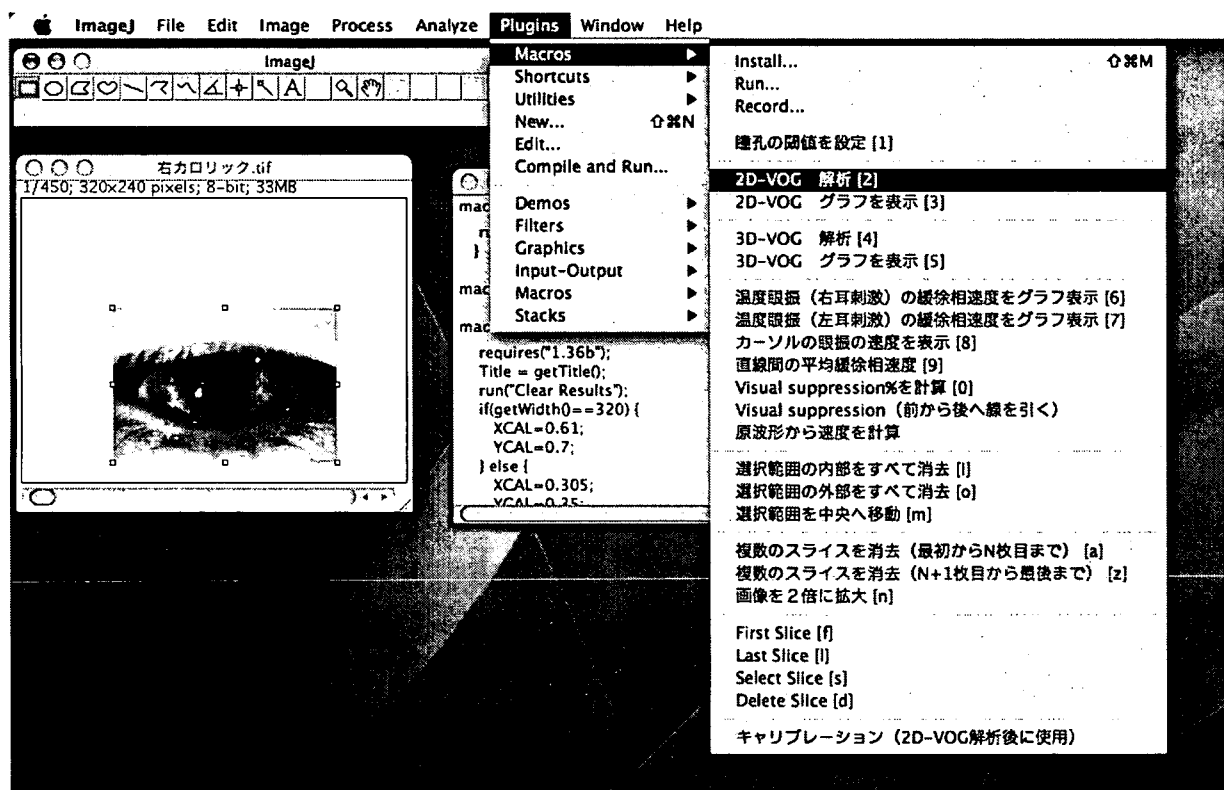 ImageJ File Edit Image Process Analyze Plugins Window Help
ImageJ
右カロリック.tif
1/450; 320x240 pixels; 8-bit; 33MB
mac
mac
mac
requires("1.36b");
Title = getTitle();
run("Clear Results");
if(getWidth()==320) {
XCAL=0.61;
YCAL=0.7;
} else {
XCAL=0.305;
YCAL=0.35;
Macros
Shortcuts
Utilities
New... ⇧⌘N
Edit...
Compile and Run...
Demos
Filters
Graphics
Input-Output
Macros
Stacks
Install... ⇧⌘M
Run...
Record...
瞳孔の閾値を設定 [1]
2D-VOG 解析 [2]
2D-VOG グラフを表示 [3]
3D-VOG 解析 [4]
3D-VOG グラフを表示 [5]
温度眼振（右耳刺激）の緩徐相速度をグラフ表示 [6]
温度眼振（左耳刺激）の緩徐相速度をグラフ表示 [7]
カーソルの眼振の速度を表示 [8]
直線間の平均緩徐相速度 [9]
Visual suppression%を計算 [0]
Visual suppression（前から後へ線を引く）
原波形から速度を計算
選択範囲の内部をすべて消去 [i]
選択範囲の外部をすべて消去 [o]
選択範囲を中央へ移動 [m]
複数のスライスを消去（最初からN枚目まで） [a]
複数のスライスを消去（N+1枚目から最後まで） [z]
画像を２倍に拡大 [n]
First Slice [f]
Last Slice [l]
Select Slice [s]
Delete Slice [d]
キャリブレーション（2D-VOG解析後に使用）